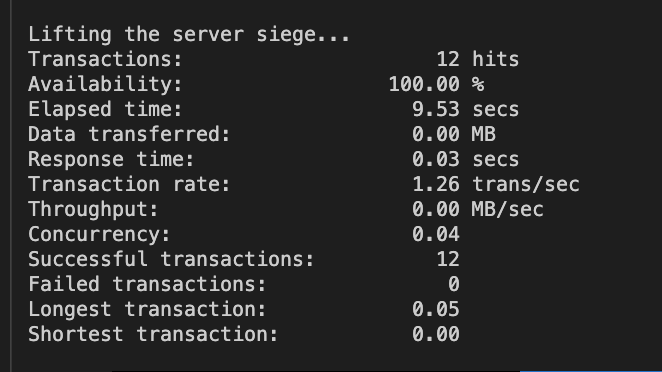 Lifting the server siege...
Transactions: 12 hits
Availability: 100.00 %
Elapsed time: 9.53 secs
Data transferred: 0.00 MB
Response time: 0.03 secs
Transaction rate: 1.26 trans/sec
Throughput: 0.00 MB/sec
Concurrency: 0.04
Successful transactions: 12
Failed transactions: 0
Longest transaction: 0.05
Shortest transaction: 0.00